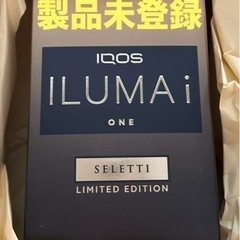 製品未登録
IQOS
ILUMA i
ONE
SELETTI
LIMITED EDITION